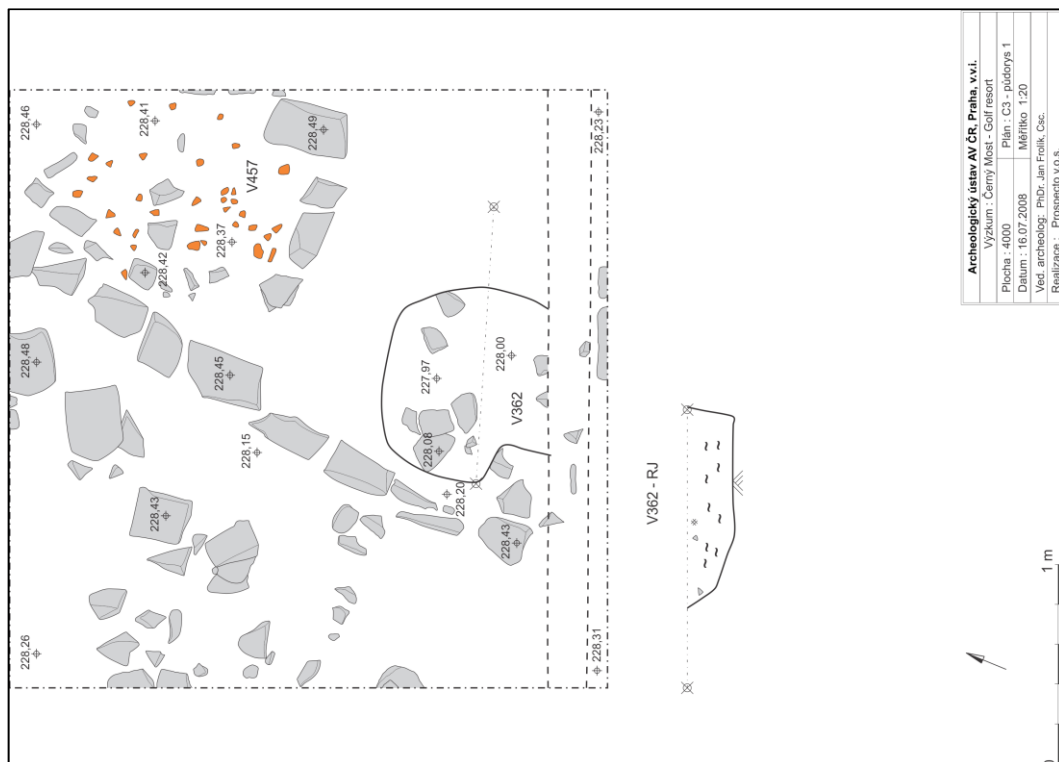 Archeologický ústav AV ČR, Praha, v.v.i.
Výzkum : Černý Most - Golf resort
Plocha : 4000 Plán : C3 - půdorys 1
Datum : 16.07.2008 Měřítko 1:20
Ved. archeolog: PhDr. Jan Frolík, Csc.
Realizace : Prospecto v.o.s.
228,46
228,41
228,49
228,23
V457
228,37
228,42
228,48
228,45
228,00
227,97
V362
228,08
228,15
228,20
228,43
228,43
228,26
228,31
V362 - RJ
1 m
0